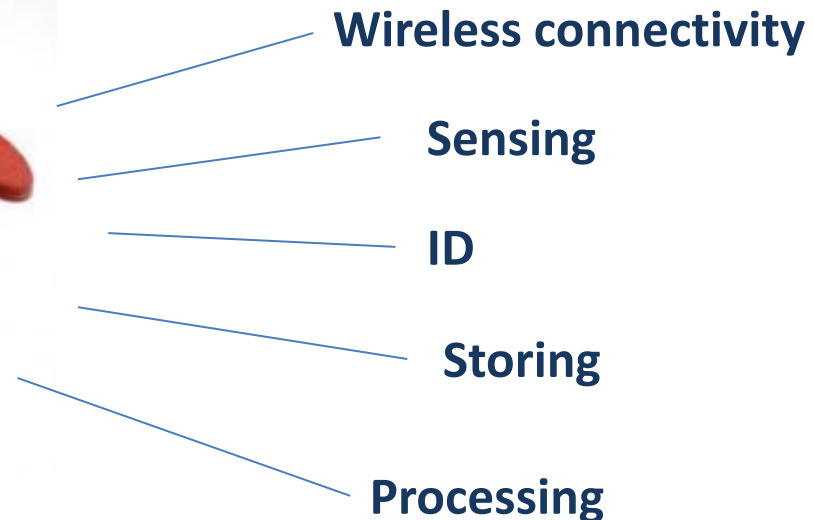 Wireless connectivity
Sensing
ID
Storing
Processing